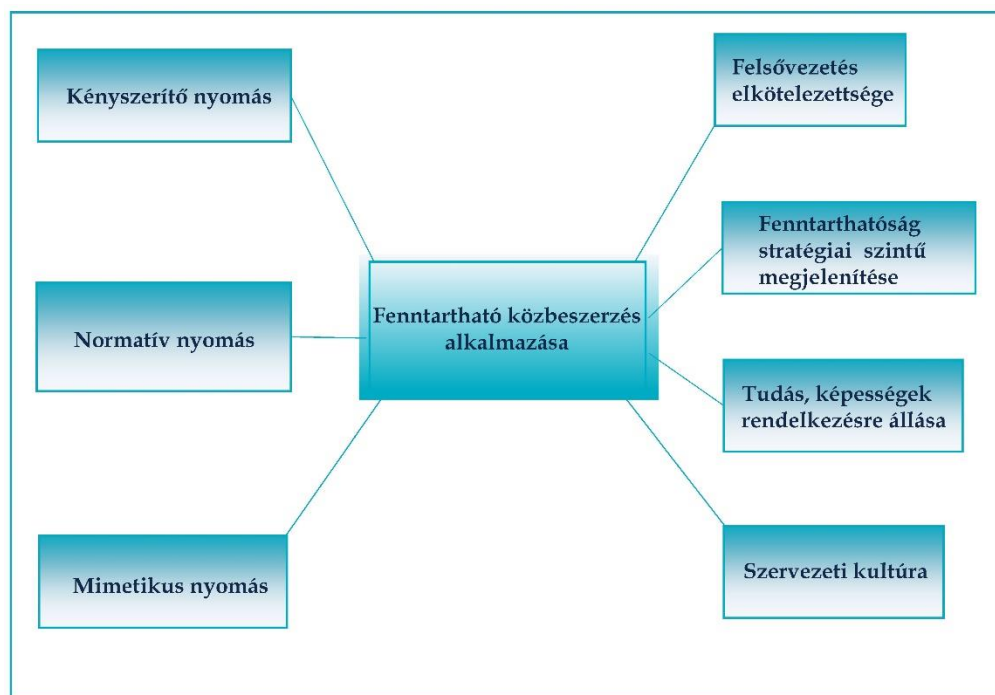 Kényszerítő nyomás
Normatív nyomás
Mimetikus nyomás
Fenntartható közbeszerzés
alkalmazása
Felsővezetés
elkötelezettsége
Fenntarthatóság
stratégiai szintű
megjelenítése
Tudás, képességek
rendelkezésre állása
Szervezeti kultúra